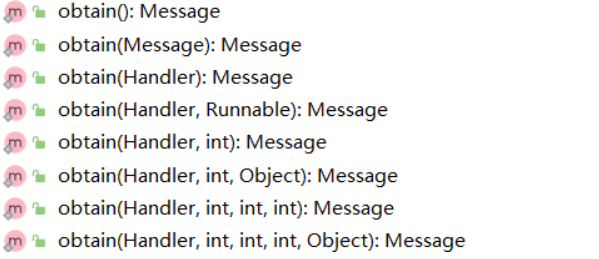 obtain(): Message
obtain(Message): Message
obtain(Handler): Message
obtain(Handler, Runnable): Message
obtain(Handler, int): Message
obtain(Handler, int, Object): Message
obtain(Handler, int, int, int): Message
obtain(Handler, int, int, int, Object): Message